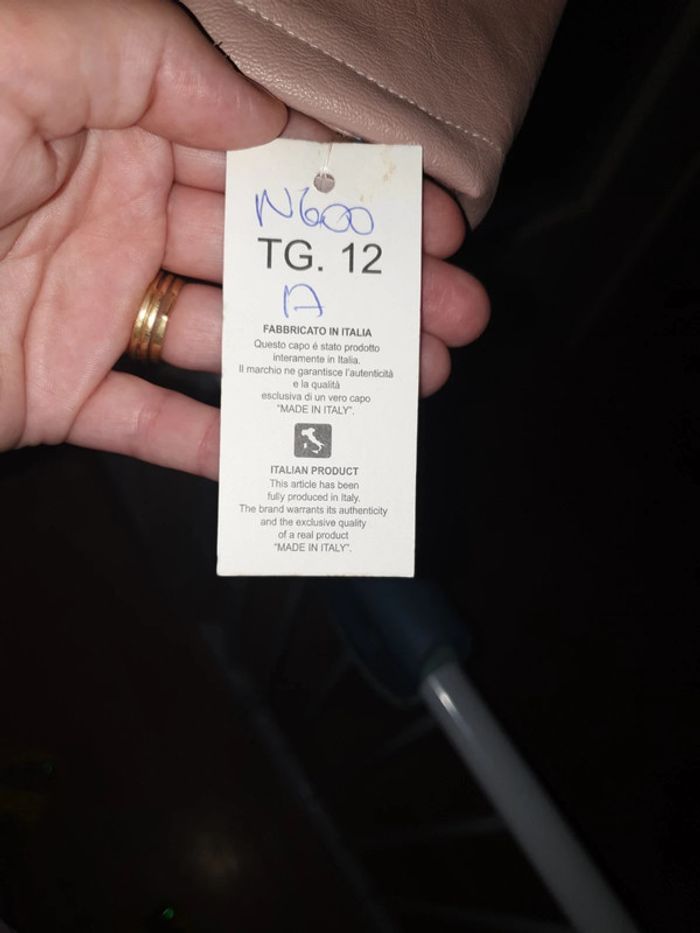 N600
TG. 12
FABBRICATO IN ITALIA
Questo capo é stato prodotto
interamente in Italia.
Il marchio ne garantisce l'autenticità
e la qualità
esclusiva di un vero capo
"MADE IN ITALY".
ITALIAN PRODUCT
This article has been
fully produced in Italy.
The brand warrants its authenticity
and the exclusive quality
of a real product
"MADE IN ITALY".